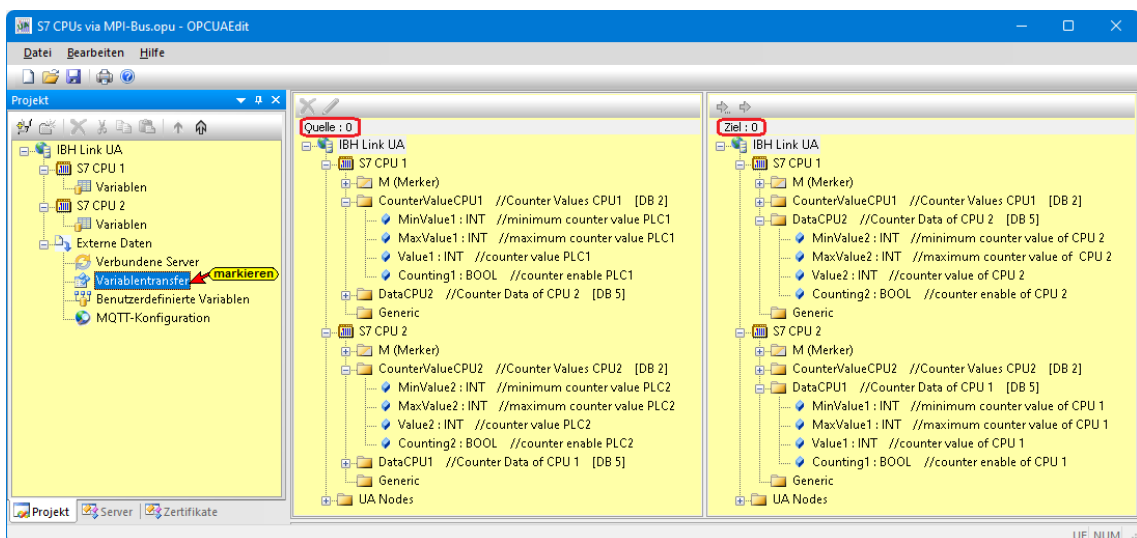 S7 CPUs via MPI-Bus.opu - OPCUAEdit
Datei Bearbeiten Hilfe
Projekt
IBH Link UA
S7 CPU 1
Variablen
S7 CPU 2
Variablen
Externe Daten
Verbundene Server
Variablentransfer
markieren
Benutzerdefinierte Variablen
MQTT-Konfiguration
Projekt Server Zertifikate
Quelle : 0
IBH Link UA
S7 CPU 1
M (Merker)
CounterValueCPU1 //Counter Values CPU1 [DB 2]
MinValue1 : INT //minimum counter value PLC1
MaxValue1 : INT //maximum counter value PLC1
Value1 : INT //counter value PLC1
Counting1 : BOOL //counter enable PLC1
DataCPU2 //Counter Data of CPU 2 [DB 5]
Generic
S7 CPU 2
M (Merker)
CounterValueCPU2 //Counter Values CPU2 [DB 2]
MinValue2 : INT //minimum counter value PLC2
MaxValue2 : INT //maximum counter value PLC2
Value2 : INT //counter value PLC2
Counting2 : BOOL //counter enable PLC2
DataCPU1 //Counter Data of CPU 1 [DB 5]
Generic
UA Nodes
Ziel : 0
IBH Link UA
S7 CPU 1
M (Merker)
CounterValueCPU1 //Counter Values CPU1 [DB 2]
DataCPU2 //Counter Data of CPU 2 [DB 5]
MinValue2 : INT //minimum counter value of CPU 2
MaxValue2 : INT //maximum counter value of CPU 2
Value2 : INT //counter value of CPU 2
Counting2 : BOOL //counter enable of CPU 2
Generic
S7 CPU 2
M (Merker)
CounterValueCPU2 //Counter Values CPU2 [DB 2]
DataCPU1 //Counter Data of CPU 1 [DB 5]
MinValue1 : INT //minimum counter value of CPU 1
MaxValue1 : INT //maximum counter value of CPU 1
Value1 : INT //counter value of CPU 1
Counting1 : BOOL //counter enable of CPU 1
Generic
UA Nodes
NUM